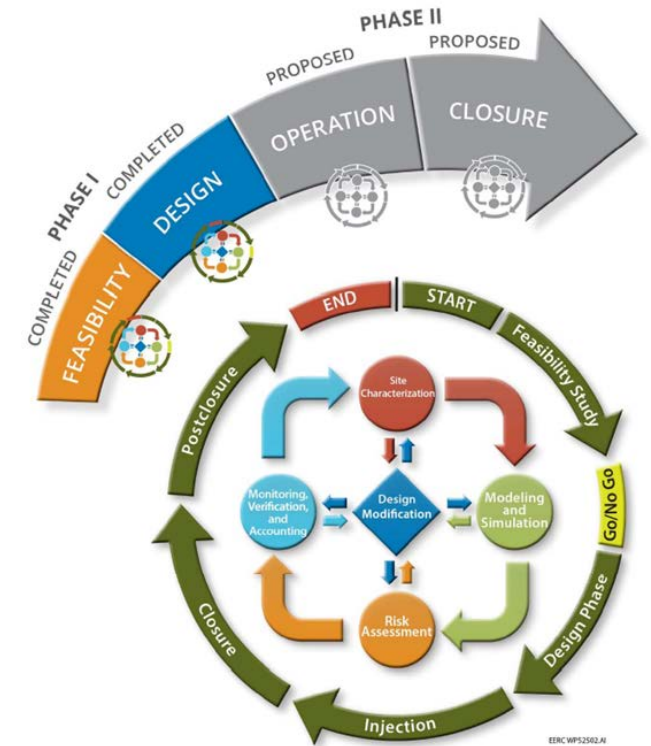 PHASE II
PROPOSED
PROPOSED
CLOSURE
OPERATION
PHASE I
COMPLETED
DESIGN
COMPLETED
FEASIBILITY
END
START
Feasibility Study
Go/No Go
Design Phase
Injection
Closure
Postclosure
Site
Characterization
Modeling
and
Simulation
Risk
Assessment
Monitoring,
Verification,
and
Accounting
Design
Modification
EERC WP52502.AI